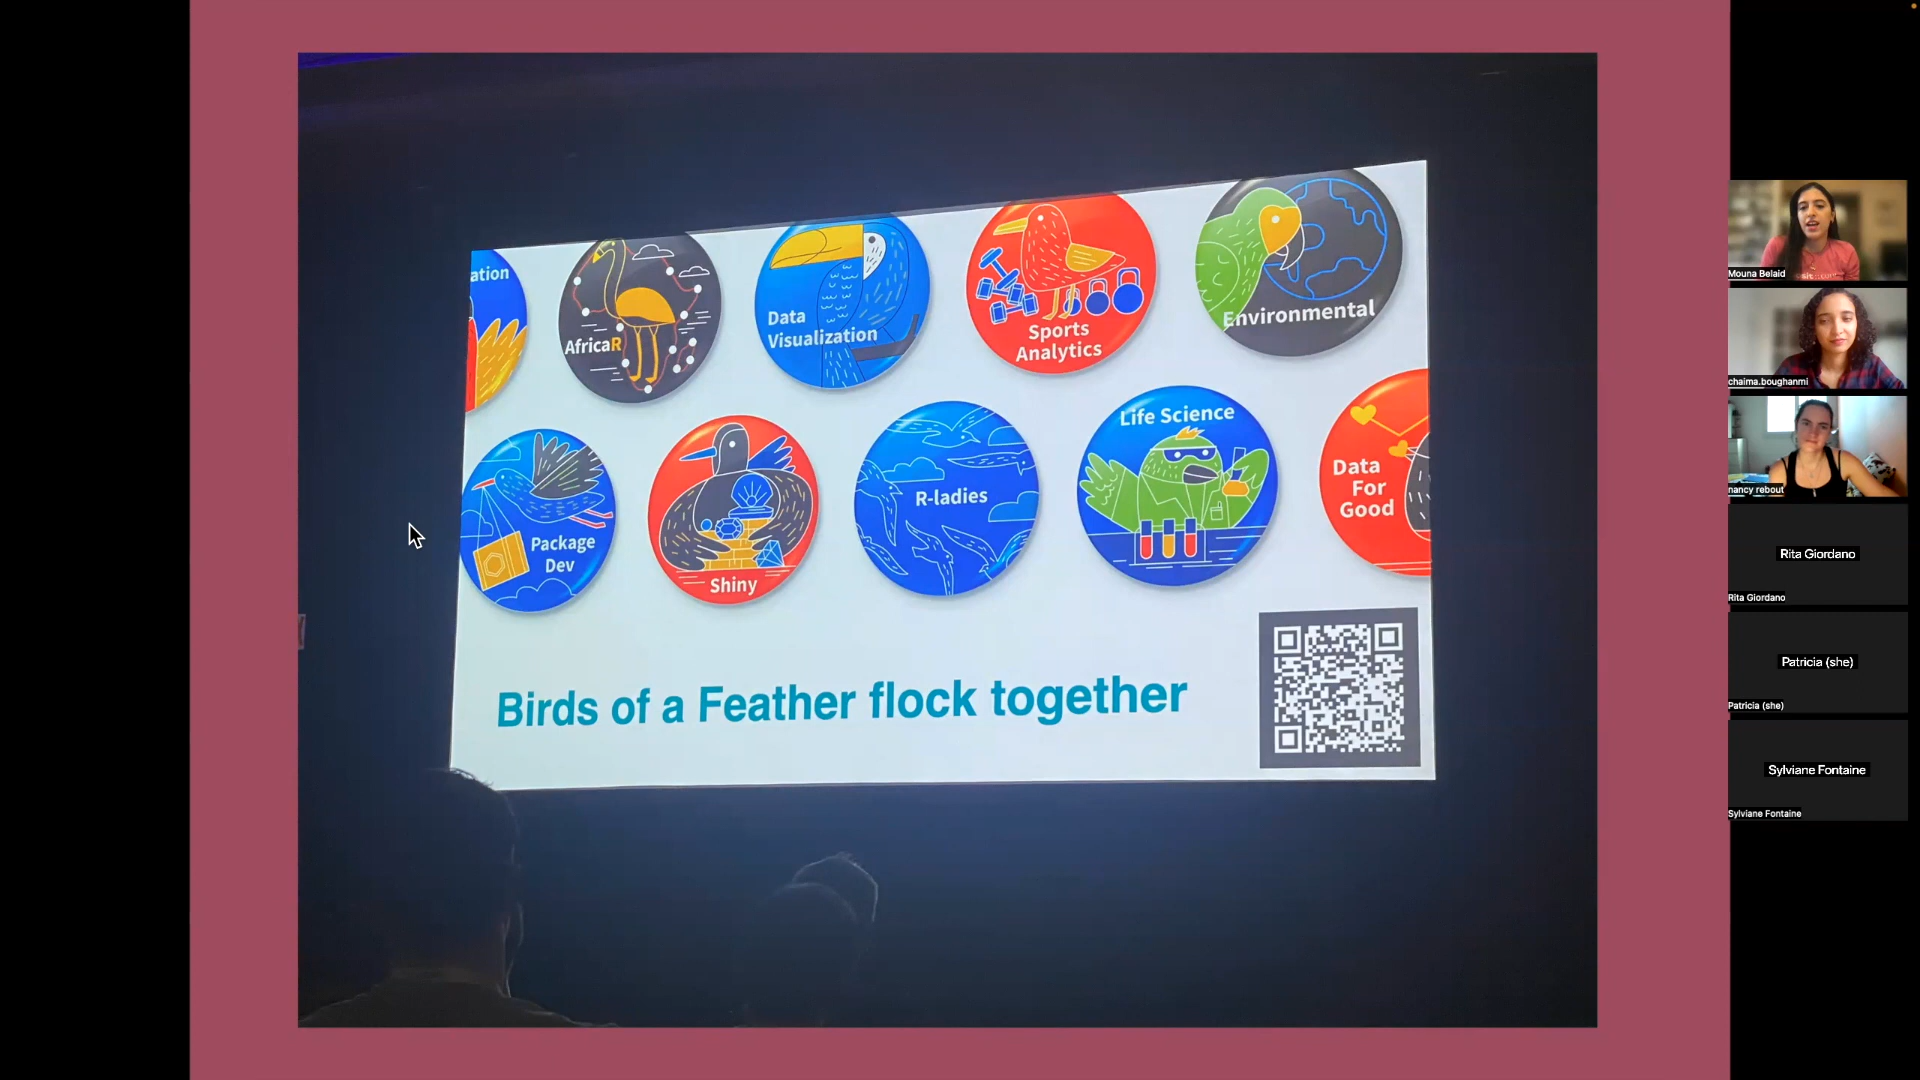 ation
AfricaR
Data
Visualization
Sports
Analytics
Environmental
Package
Dev
Shiny
R-ladies
Life Science
Data
For
Good
Birds of a Feather flock together
Mouna Belaid
chaima.boughanmi
nancy rebout
Rita Giordano
Rita Giordano
Patricia (she)
Patricia (she)
Sylviane Fontaine
Sylviane Fontaine